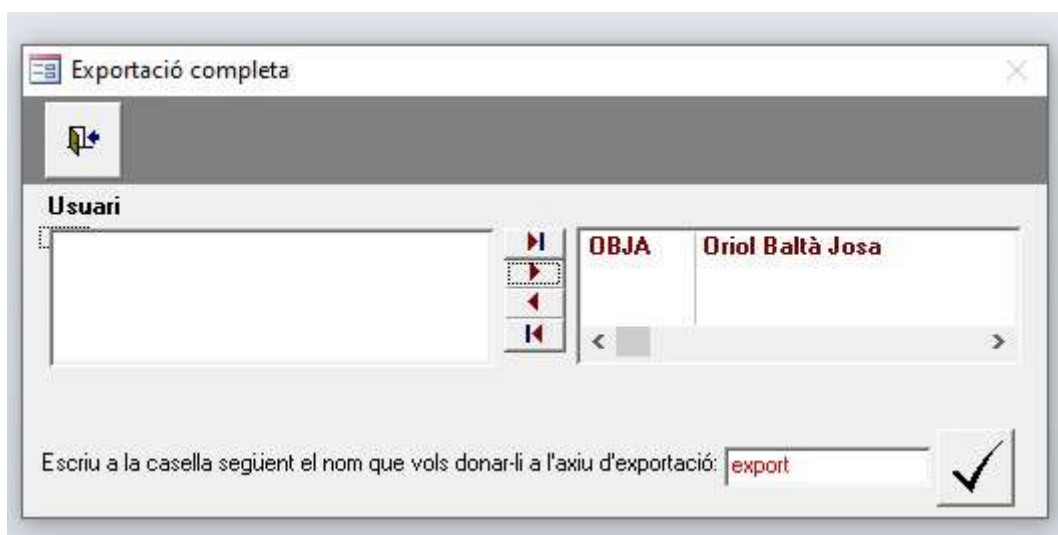 Exportació completa
Usuari
OBJA Oriol Baltà Josa
Escriu a la casella següent el nom que vols donar-li a l'axiu d'exportació: export